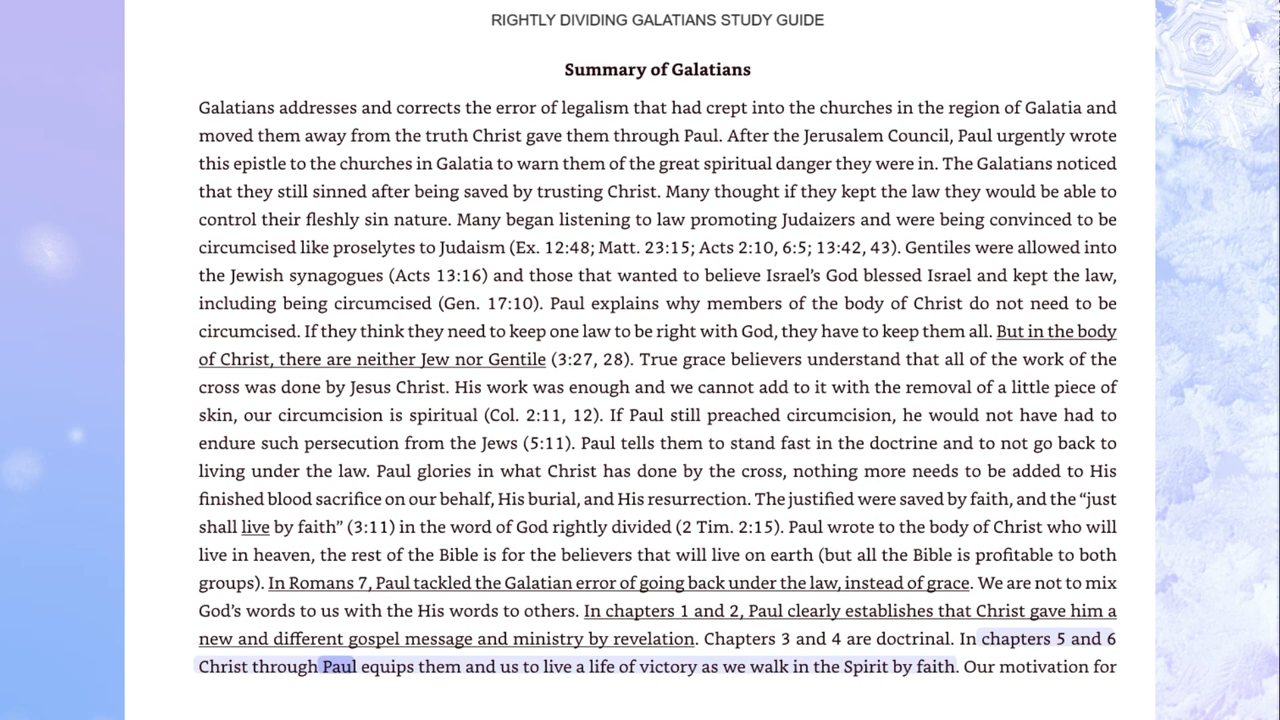 RIGHTLY DIVIDING GALATIANS STUDY GUIDE
Summary of Galatians
Galatians addresses and corrects the error of legalism that had crept into the churches in the region of Galatia and
moved them away from the truth Christ gave them through Paul. After the Jerusalem Council, Paul urgently wrote
this epistle to the churches in Galatia to warn them of the great spiritual danger they were in. The Galatians noticed
that they still sinned after being saved by trusting Christ. Many thought if they kept the law they would be able to
control their fleshly sin nature. Many began listening to law promoting Judaizers and were being convinced to be
circumcised like proselytes to Judaism (Ex. 12:48; Matt. 23:15; Acts 2:10, 6:5; 13:42, 43). Gentiles were allowed into
the Jewish synagogues (Acts 13:16) and those that wanted to believe Israel’s God blessed Israel and kept the law,
including being circumcised (Gen. 17:10). Paul explains why members of the body of Christ do not need to be
circumcised. If they think they need to keep one law to be right with God, they have to keep them all. But in the body
of Christ, there are neither Jew nor Gentile (3:27, 28). True grace believers understand that all of the work of the
cross was done by Jesus Christ. His work was enough and we cannot add to it with the removal of a little piece of
skin, our circumcision is spiritual (Col. 2:11, 12). If Paul still preached circumcision, he would not have had to
endure such persecution from the Jews (5:11). Paul tells them to stand fast in the doctrine and to not go back to
living under the law. Paul glories in what Christ has done by the cross, nothing more needs to be added to His
finished blood sacrifice on our behalf, His burial, and His resurrection. The justified were saved by faith, and the “just
shall live by faith” (3:11) in the word of God rightly divided (2 Tim. 2:15). Paul wrote to the body of Christ who will
live in heaven, the rest of the Bible is for the believers that will live on earth (but all the Bible is profitable to both
groups). In Romans 7, Paul tackled the Galatian error of going back under the law, instead of grace. We are not to mix
God’s words to us with the His words to others. In chapters 1 and 2, Paul clearly establishes that Christ gave him a
new and different gospel message and ministry by revelation. Chapters 3 and 4 are doctrinal. In chapters 5 and 6
Christ through Paul equips them and us to live a life of victory as we walk in the Spirit by faith. Our motivation for